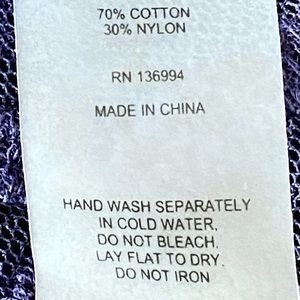 70% COTTON
30% NYLON
RN 136994
MADE IN CHINA
HAND WASH SEPARATELY
IN COLD WATER.
DO NOT BLEACH.
LAY FLAT TO DRY.
DO NOT IRON